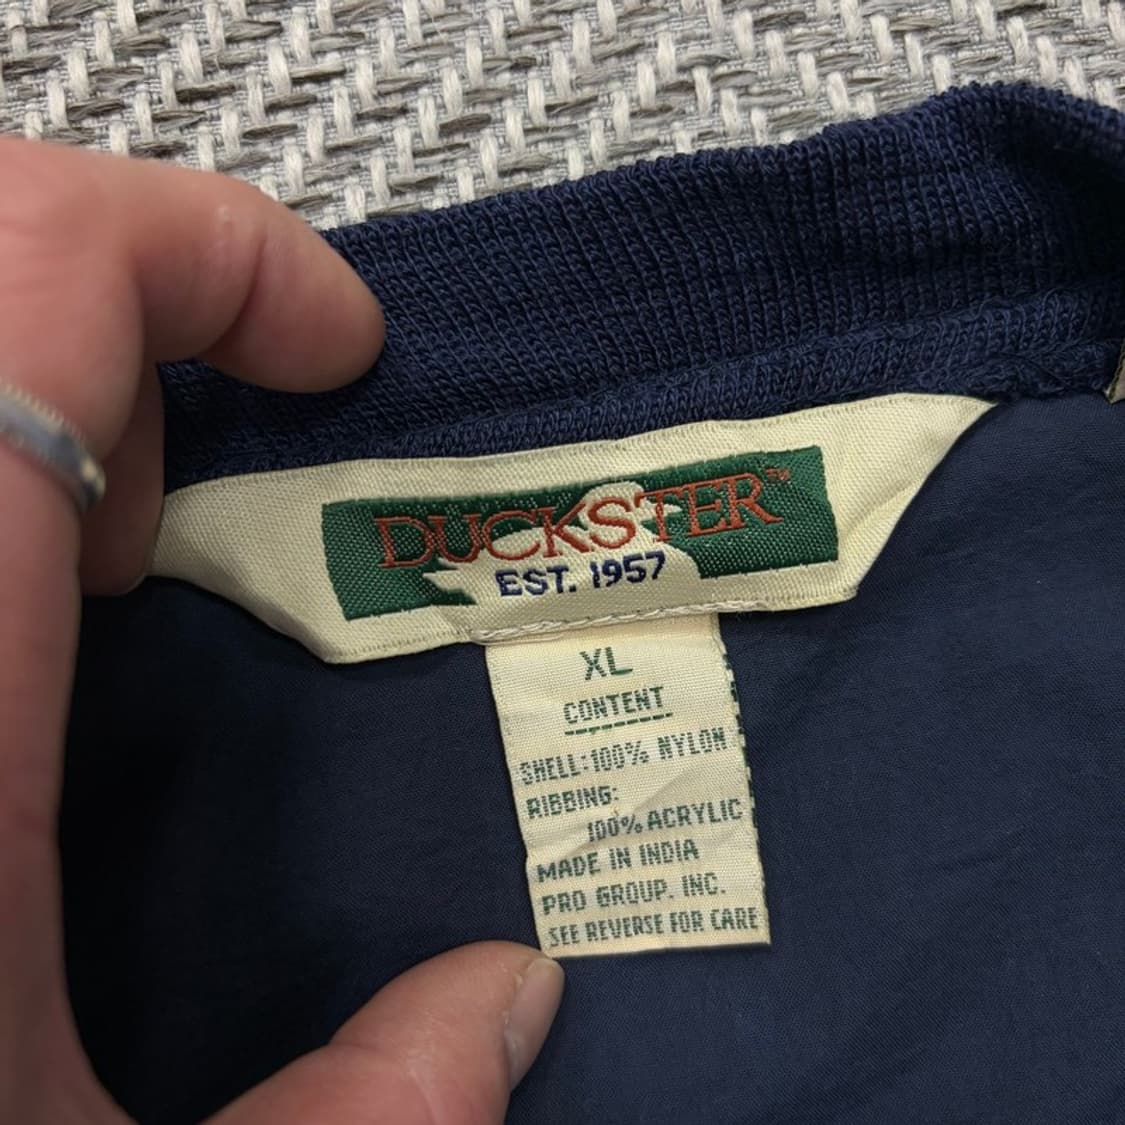 DUCKSTER™
EST. 1957
XL
CONTENT
SHELL:100% NYLON
RIBBING:
100% ACRYLIC
MADE IN INDIA
PRO GROUP. INC.
SEE REVERSE FOR CARE